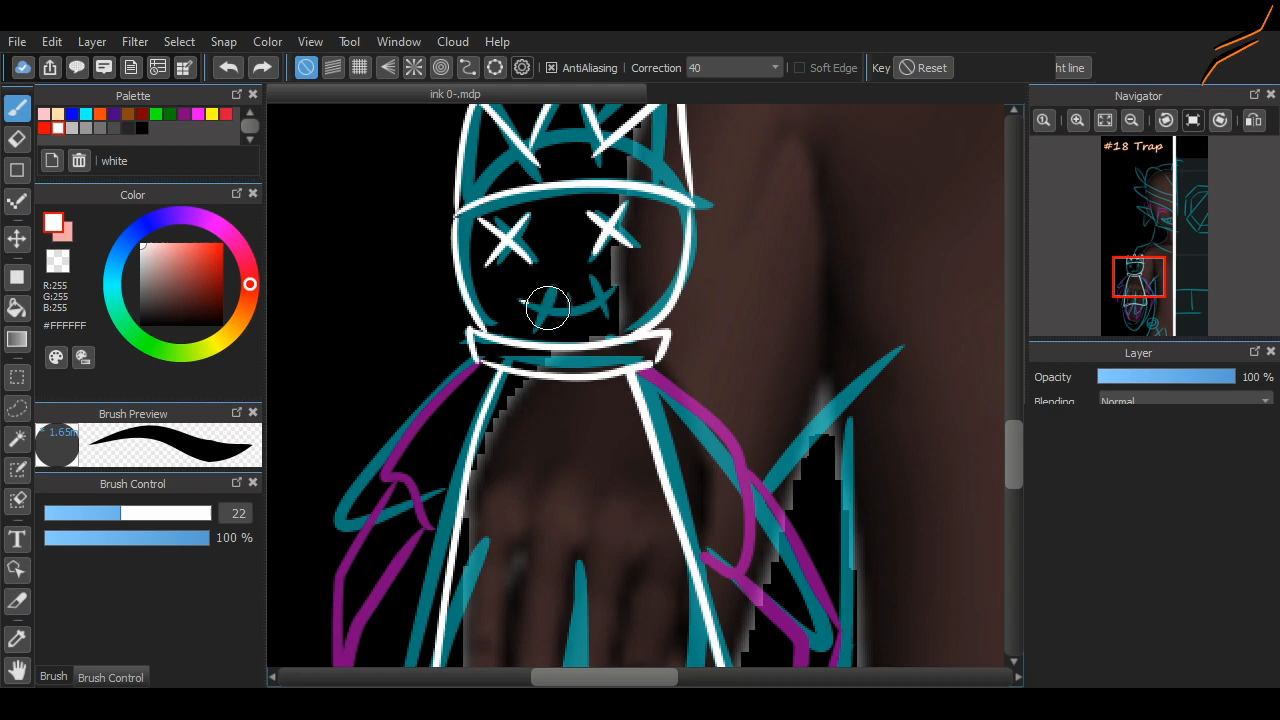 File Edit Layer Filter Select Snap Color View Tool Window Cloud Help
AntiAliasing Correction 40 Soft Edge Key Reset ht line
Palette
white
Color
R:255
G:255
B:255
#FFFFFF
Brush Preview
Brush Control
22
100 %
Brush Brush Control
ink 0-.mdp
Navigator
#18 Trap
Layer
Opacity 100 %
Blending Normal